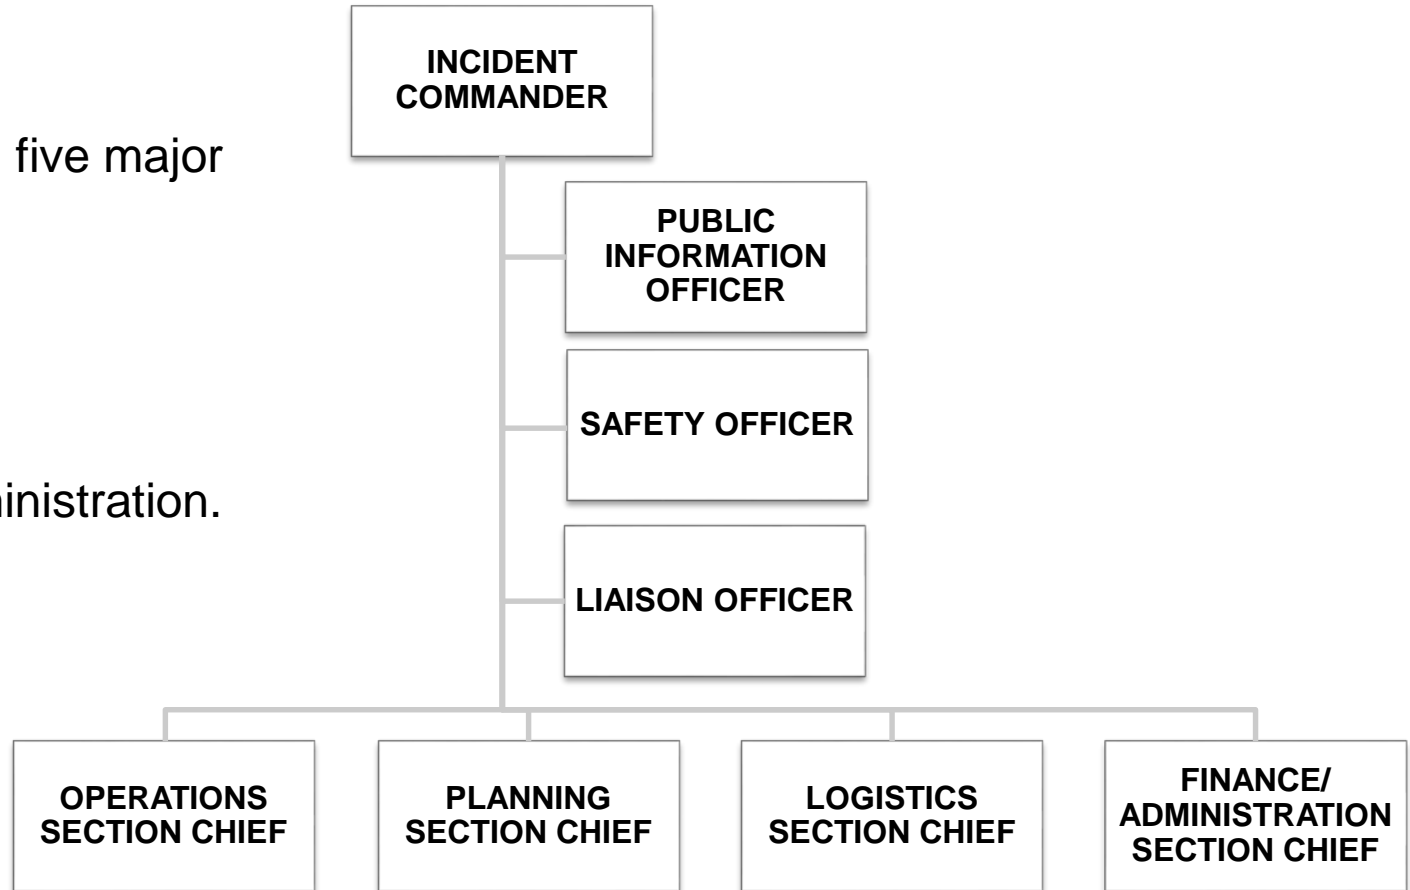 INCIDENT
COMMANDER
five major
PUBLIC
INFORMATION
OFFICER
SAFETY OFFICER
ministration.
LIAISON OFFICER
OPERATIONS
SECTION CHIEF
PLANNING
SECTION CHIEF
LOGISTICS
SECTION CHIEF
FINANCE/
ADMINISTRATION
SECTION CHIEF